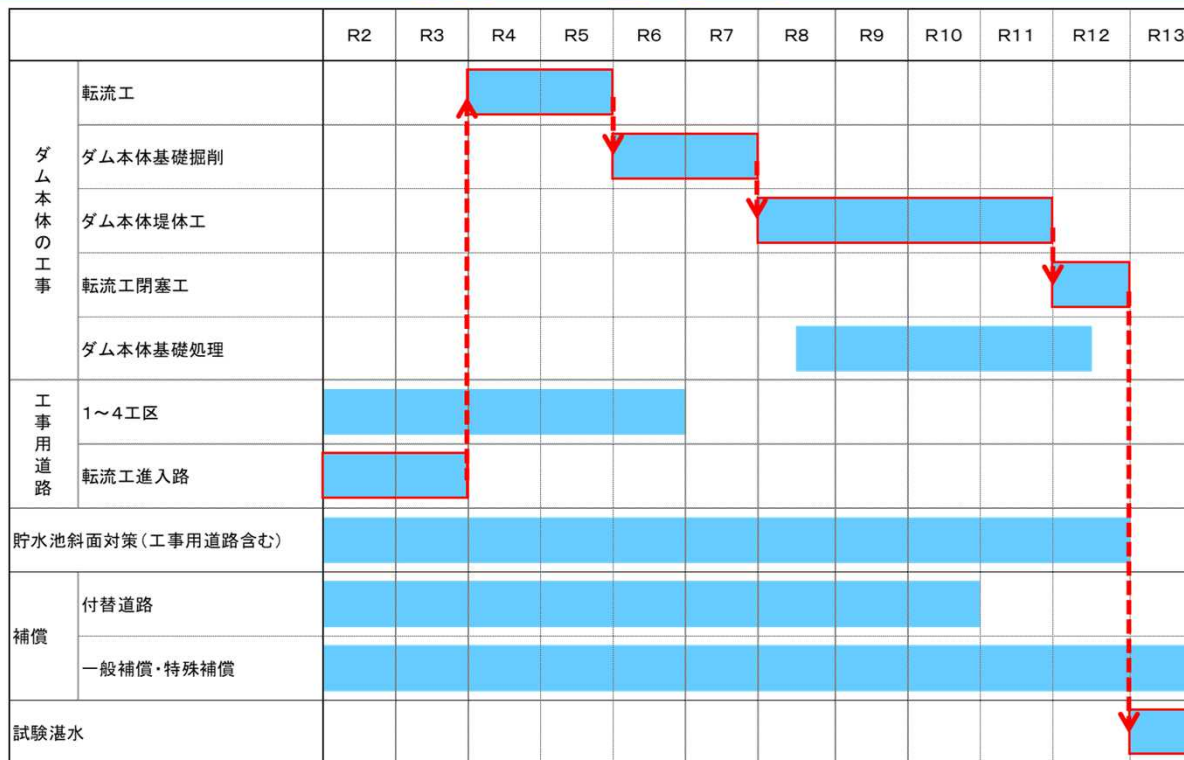 R2 R3 R4 R5 R6 R7 R8 R9 R10 R11 R12 R13
ダム本体の工事
転流工
ダム本体基礎掘削
ダム本体堤体工
転流工閉塞工
ダム本体基礎処理
工事用道路
1～4工区
転流工進入路
貯水池斜面対策(工事用道路含む)
補償
付替道路
一般補償・特殊補償
試験湛水